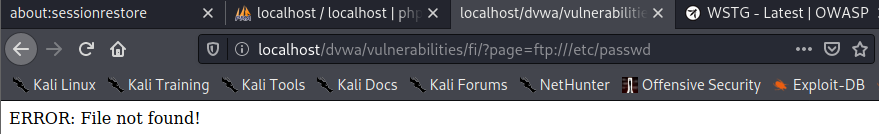 about:sessionrestore localhost / localhost | php localhost/dvwa/vulnerabilitie WSTG - Latest | OWASP
localhost/dvwa/vulnerabilities/fi/?page=ftp:///etc/passwd
Kali Linux Kali Training Kali Tools Kali Docs Kali Forums NetHunter Offensive Security Exploit-DB
ERROR: File not found!